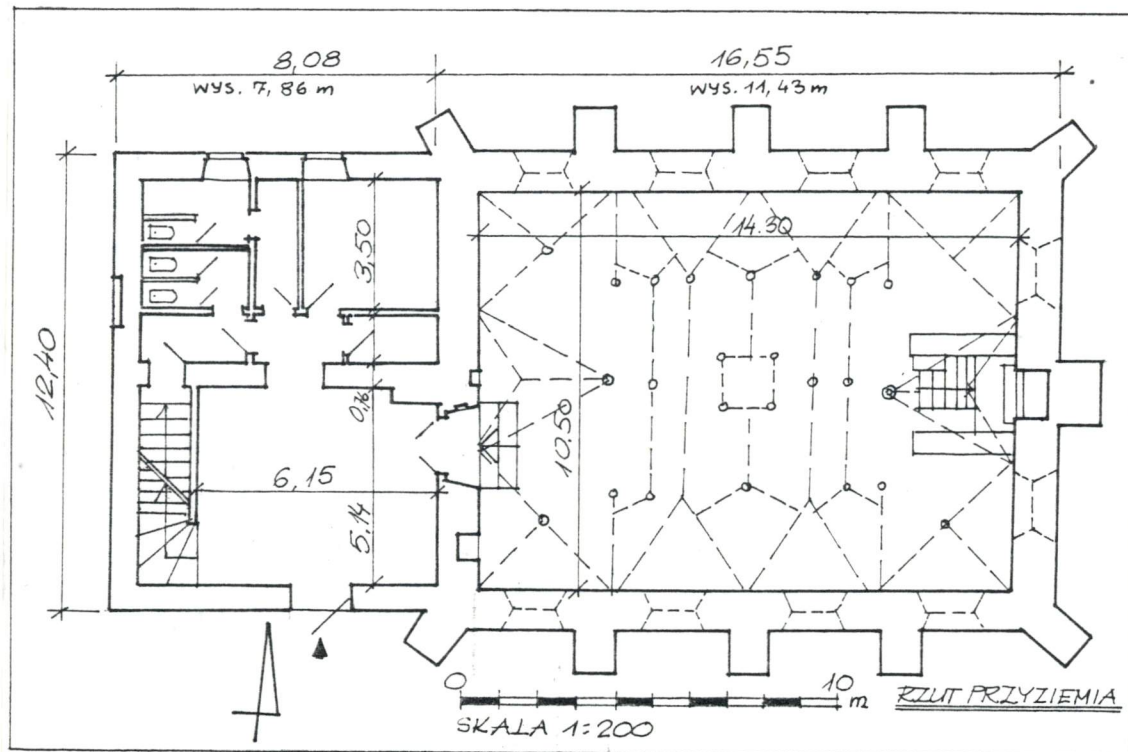 8,08
WYS. 7,86 m
16,55
WYS. 11,43 m
14.30
3,50
12,40
0,76
10.50
6,15
5,14
0
10
m
SKALA 1:200
RZUT PRZYZIEMIA